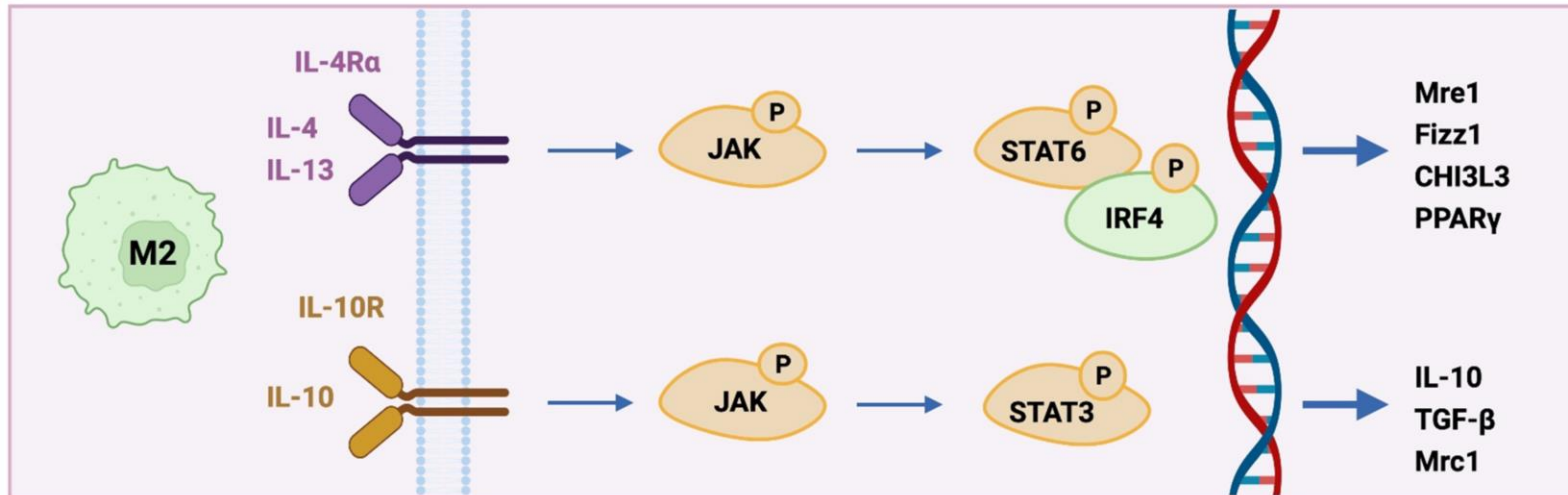 M2
IL-4Rα
IL-4
IL-13
JAK
P
STAT6
P
IRF4
P
Mre1
Fizz1
CHI3L3
PPARγ
IL-10R
IL-10
JAK
P
STAT3
P
IL-10
TGF-β
Mrc1